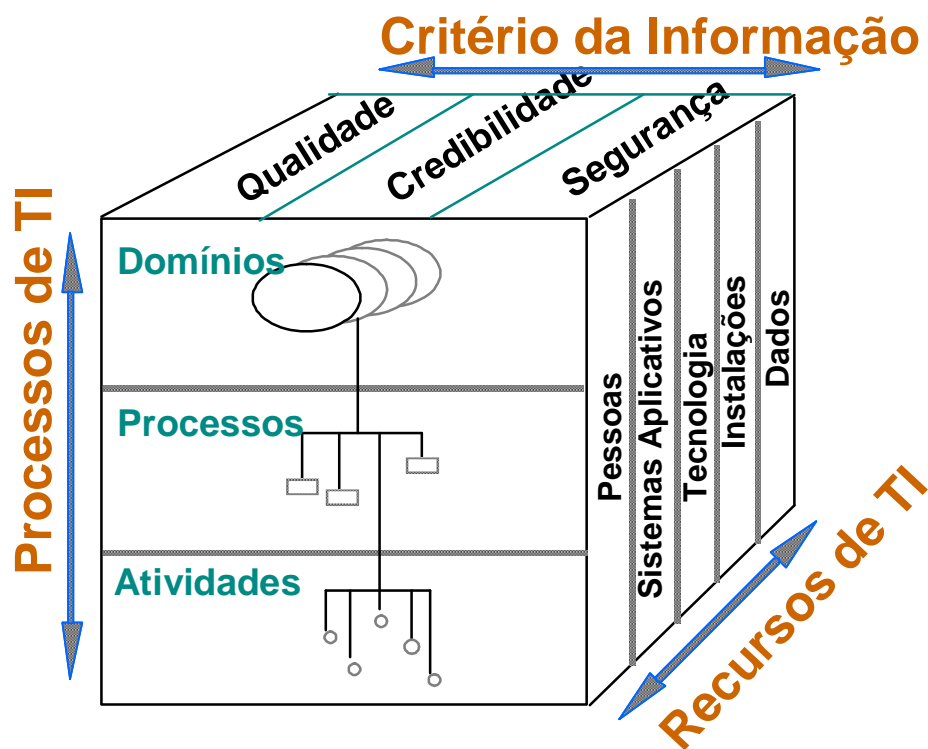 Critério da Informação
Qualidade
Credibilidade
Segurança
Processos de TI
Domínios
Processos
Atividades
Pessoas
Sistemas Aplicativos
Tecnologia
Instalações
Dados
Recursos de TI